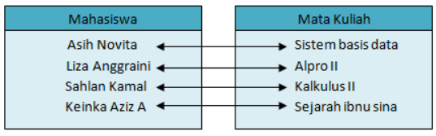 Mahasiswa Mata Kuliah
Asih Novita Sistem basis data
Liza Anggraini Alpro II
Sahlan Kamal Kalkulus II
Keinka Aziz A Sejarah ibnu sina